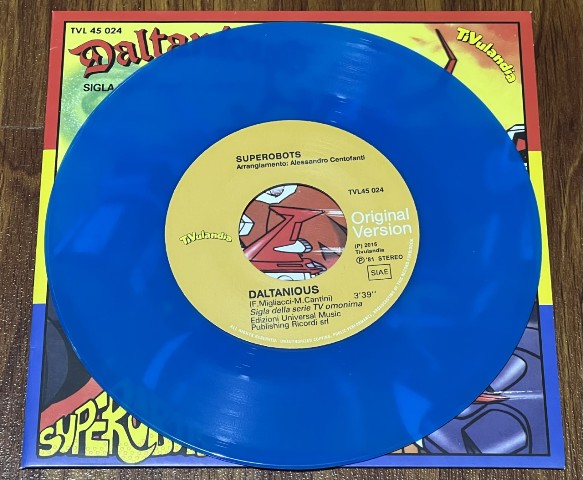 TVL 45 024
TiVulandia
SIGLA
SUPEROBOTS
Arrangiamento: Alessandro Centofanti
TVL45 024
Original
Version
TiVulandia
(P) 2015
Tivulandia
Ⓟ'81 STEREO
SIAE
DALTANIOUS
(F.Migliacci-M.Cantini) 3'39"
Sigla della serie TV omonima
Edizioni Universal Music
Publishing Ricordi srl